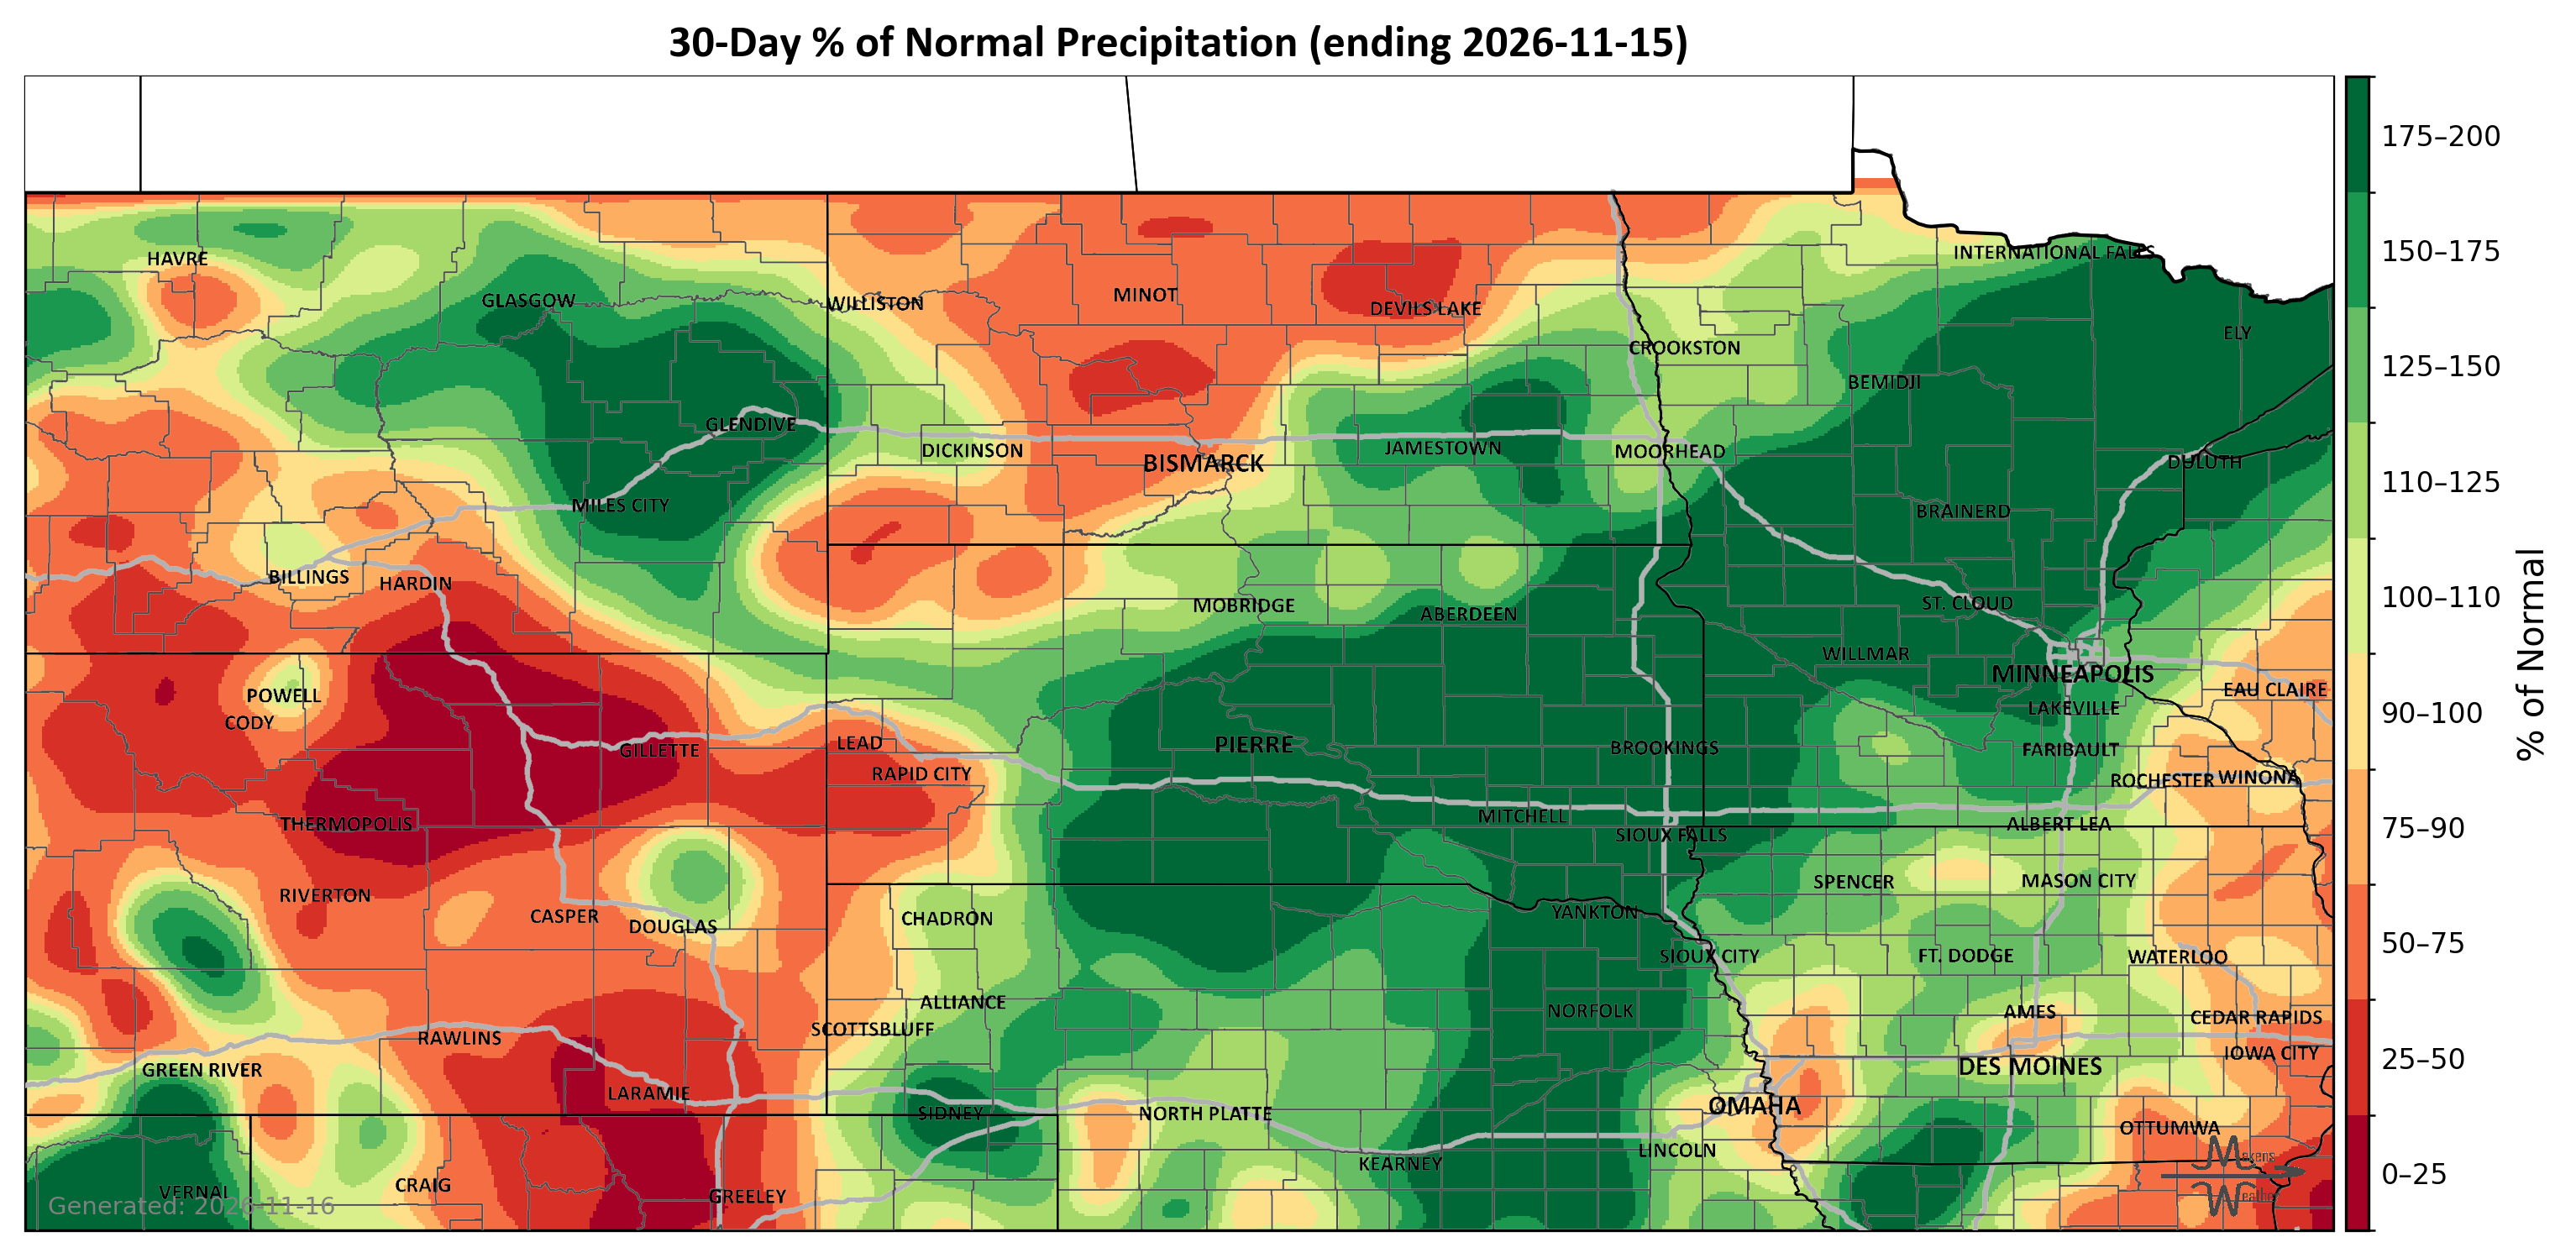 30-Day % of Normal Precipitation (ending 2026-11-15)
175–200
HAVRE
INTERNATIONAL FALLS
150–175
GLASGOW
WILLISTON
MINOT
DEVILS LAKE
ELY
CROOKSTON
125–150
BEMIDJI
GLENDIVE
DICKINSON
BISMARCK
JAMESTOWN
MOORHEAD
DULUTH
110–125
MILES CITY
BRAINERD
BILLINGS
HARDIN
MOBRIDGE
ABERDEEN
ST. CLOUD
100–110
WILLMAR
MINNEAPOLIS
POWELL
EAU CLAIRE
CODY
LAKEVILLE
90–100
% of Normal
GILLETTE
LEAD
PIERRE
BROOKINGS
FARIBAULT
RAPID CITY
ROCHESTER
WINONA
THERMOPOLIS
MITCHELL
SIOUX FALLS
ALBERT LEA
75–90
RIVERTON
SPENCER
MASON CITY
CASPER
DOUGLAS
CHADRON
YANKTON
SIOUX CITY
FT. DODGE
WATERLOO
50–75
ALLIANCE
NORFOLK
AMES
SCOTTSBLUFF
CEDAR RAPIDS
RAWLINS
IOWA CITY
GREEN RIVER
DES MOINES
25–50
LARAMIE
SIDNEY
NORTH PLATTE
OMAHA
OTTUMWA
KEARNEY
LINCOLN
Makens
VERNAL
CRAIG
GREELEY
Weather
0–25
Generated: 2026-11-16